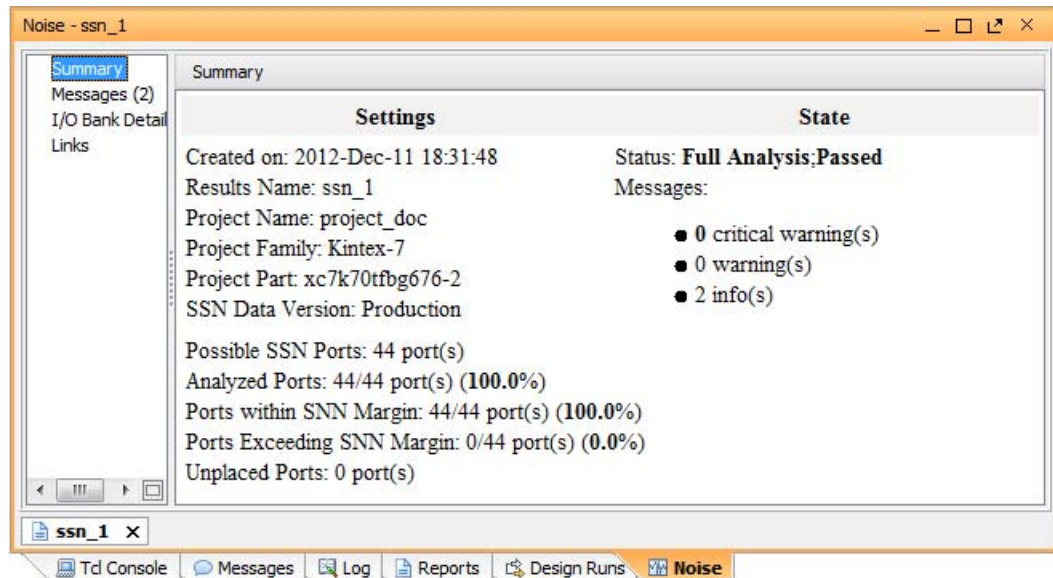 Noise - ssn_1
Summary
Messages (2)
I/O Bank Detail
Links
Summary
Settings
State
Created on: 2012-Dec-11 18:31:48
Results Name: ssn_1
Project Name: project_doc
Project Family: Kintex-7
Project Part: xc7k70tfbg676-2
SSN Data Version: Production
Possible SSN Ports: 44 port(s)
Analyzed Ports: 44/44 port(s) (100.0%)
Ports within SNN Margin: 44/44 port(s) (100.0%)
Ports Exceeding SNN Margin: 0/44 port(s) (0.0%)
Unplaced Ports: 0 port(s)
Status: Full Analysis;Passed
Messages:
0 critical warning(s)
0 warning(s)
2 info(s)
ssn_1
Tcl Console
Messages
Log
Reports
Design Runs
Noise